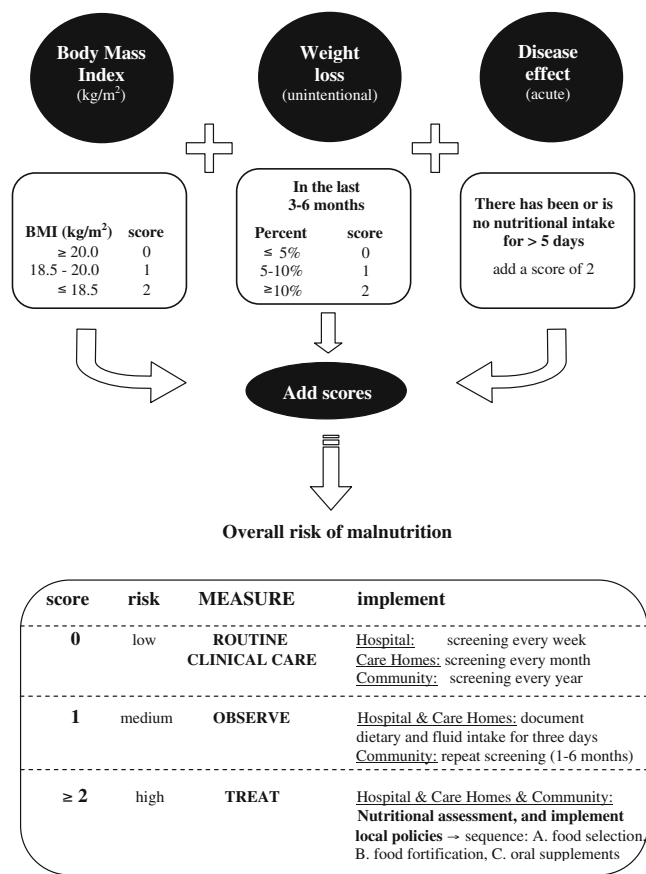 Body Mass
Index
(kg/m²)
Weight
loss
(unintentional)
Disease
effect
(acute)
BMI (kg/m²) score
≥ 20.0 0
18.5 - 20.0 1
≤ 18.5 2
In the last
3-6 months
Percent score
≤ 5% 0
5-10% 1
≥10% 2
There has been or is
no nutritional intake
for > 5 days
add a score of 2
Add scores
Overall risk of malnutrition
score risk MEASURE implement
0 low ROUTINE Hospital: screening every week
CLINICAL CARE Care Homes: screening every month
Community: screening every year
1 medium OBSERVE Hospital & Care Homes: document
dietary and fluid intake for three days
Community: repeat screening (1-6 months)
≥ 2 high TREAT Hospital & Care Homes & Community:
Nutritional assessment, and implement
local policies → sequence: A. food selection,
B. food fortification, C. oral supplements